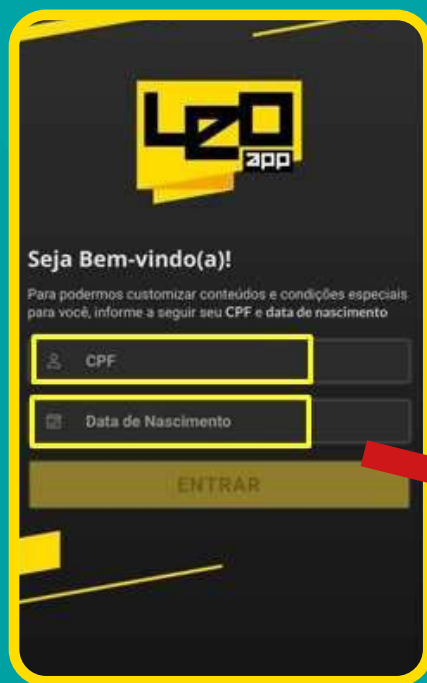 LEO
app
Seja Bem-vindo(a)!
Para podermos customizar conteúdos e condições especiais
para você, informe a seguir seu CPF e data de nascimento
CPF
Data de Nascimento
ENTRAR